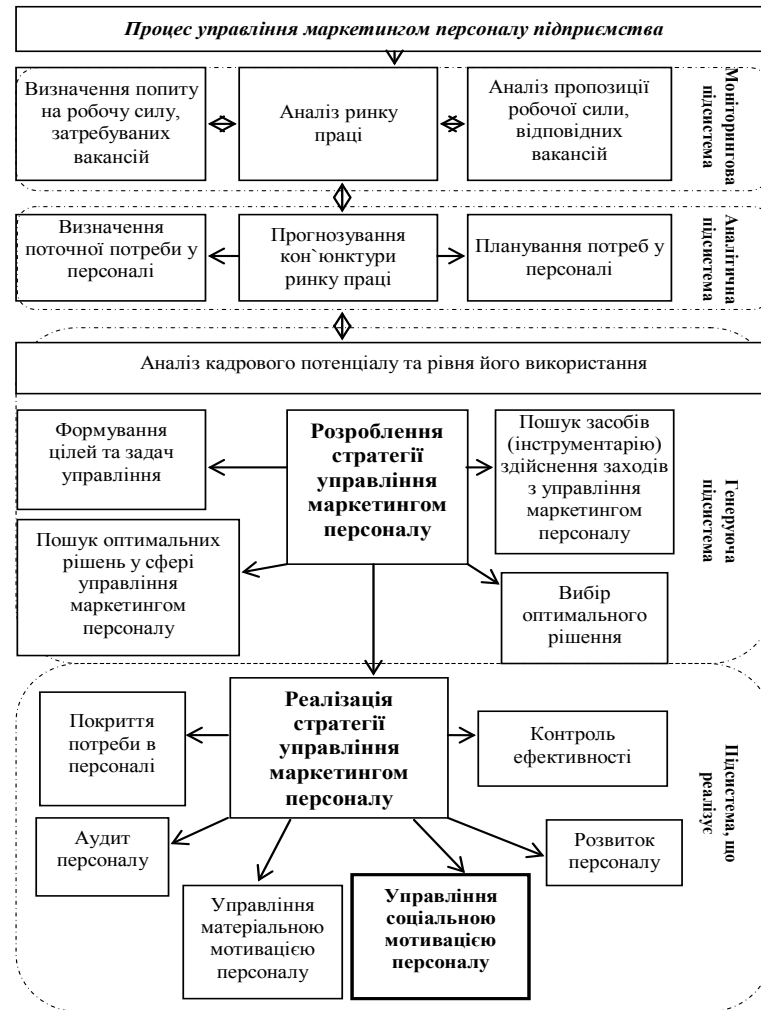 Процес управління маркетингом персоналу підприємства
Визначення попиту
на робочу силу,
затребуваних
вакансій
Аналіз ринку
праці
Аналіз пропозиції
робочої сили,
відповідних
вакансій
Моніторингова
підсистема
Визначення
поточної потреби у
персоналі
Прогнозування
кон`юнктури
ринку праці
Планування потреб у
персоналі
Аналітична
підсистема
Аналіз кадрового потенціалу та рівня його використання
Формування
цілей та задач
управління
Розроблення
стратегії
управління
маркетингом
персоналу
Пошук засобів
(інструментарію)
здійснення заходів
з управління
маркетингом
персоналу
Генеруюча
підсистема
Пошук оптимальних
рішень у сфері
управління
маркетингом
персоналу
Вибір
оптимального
рішення
Реалізація
стратегії
управління
маркетингом
персоналу
Покриття
потреби в
персоналі
Контроль
ефективності
Підсистема, що
реалізує
Аудит
персоналу
Розвиток
персоналу
Управління
матеріальною
мотивацією
персоналу
Управління
соціальною
мотивацією
персоналу